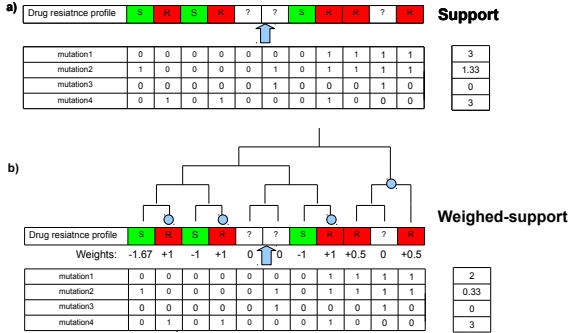 a)
Drug resiatnce profile S R S R ? ? S R R ? R Support
mutation1 0 0 0 0 0 0 0 1 1 1 1 3
mutation2 1 0 0 0 0 1 0 1 0 1 1 1.33
mutation3 0 0 0 0 0 1 0 0 0 1 0 0
mutation4 0 1 0 1 0 0 0 1 0 0 0 3
b)
Weighed-support
Drug resiatnce profile S R S R ? ? S R R ? R
Weights: -1.67 +1 -1 +1 0 0 -1 +1 +0.5 0 +0.5
mutation1 0 0 0 0 0 0 0 1 1 1 1 2
mutation2 1 0 0 0 0 1 0 1 0 1 1 0.33
mutation3 0 0 0 0 0 1 0 0 0 1 0 0
mutation4 0 1 0 1 0 0 0 1 0 0 0 3